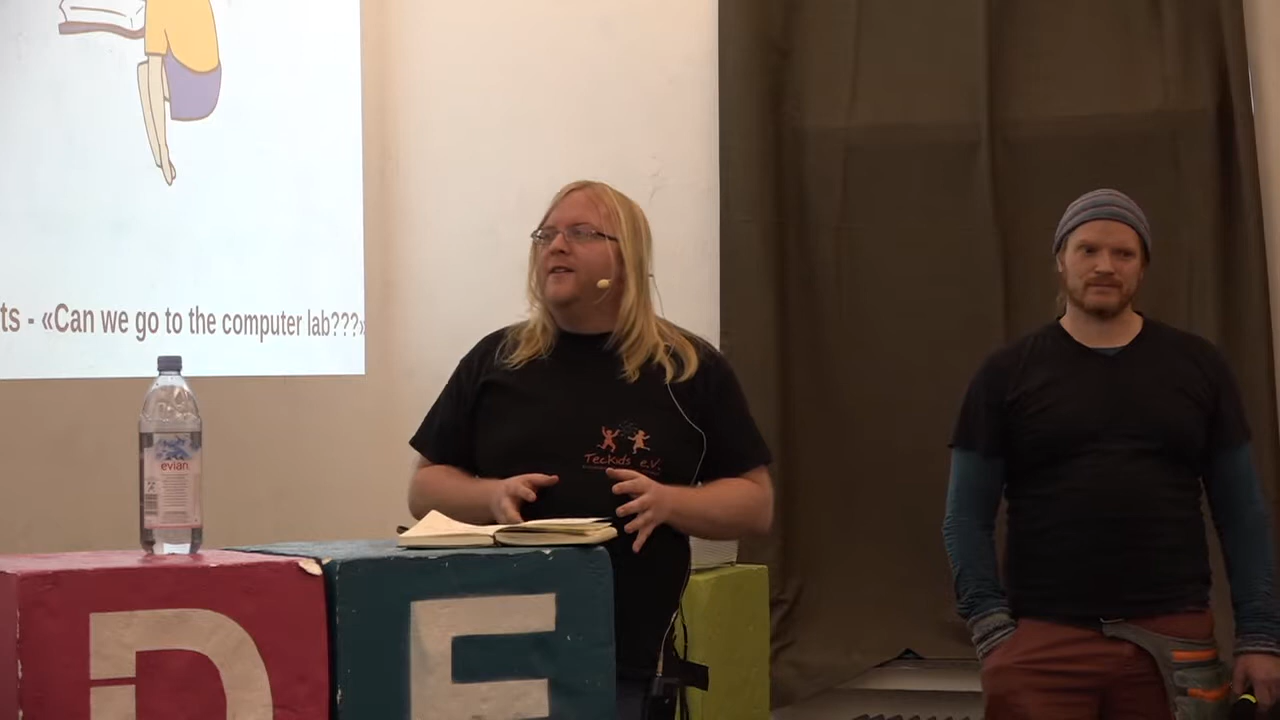 ts - «Can we go to the computer lab???»
evian.
Teckids e.V.
D
E